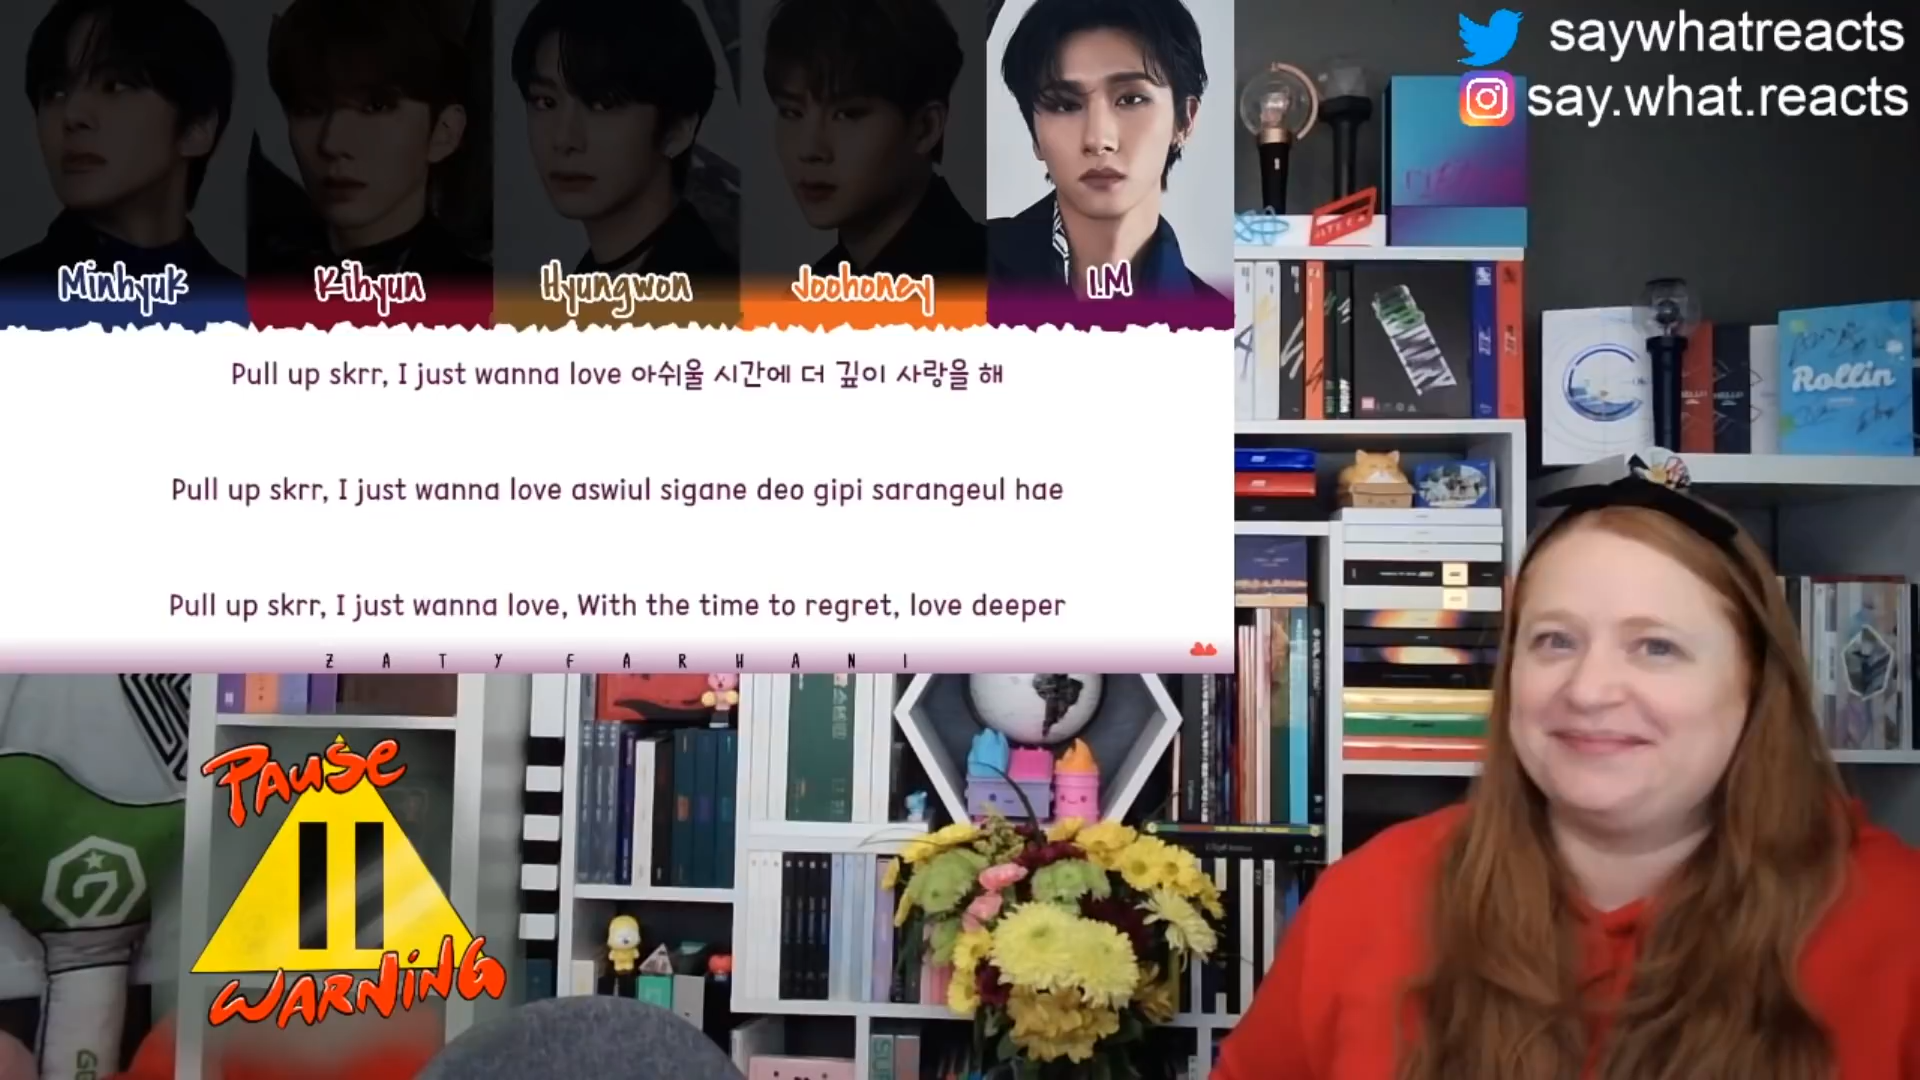 saywhatreacts
say.what.reacts
Minhyuk
Kihyun
Hyungwon
Joohoney
I.M
Pull up skrr, I just wanna love 아쉬울 시간에 더 깊이 사랑을 해
Pull up skrr, I just wanna love aswiul sigane deo gipi sarangeul hae
Pull up skrr, I just wanna love, With the time to regret, love deeper
ZATYFARHANI
Rollin
PAUSE
WARNING